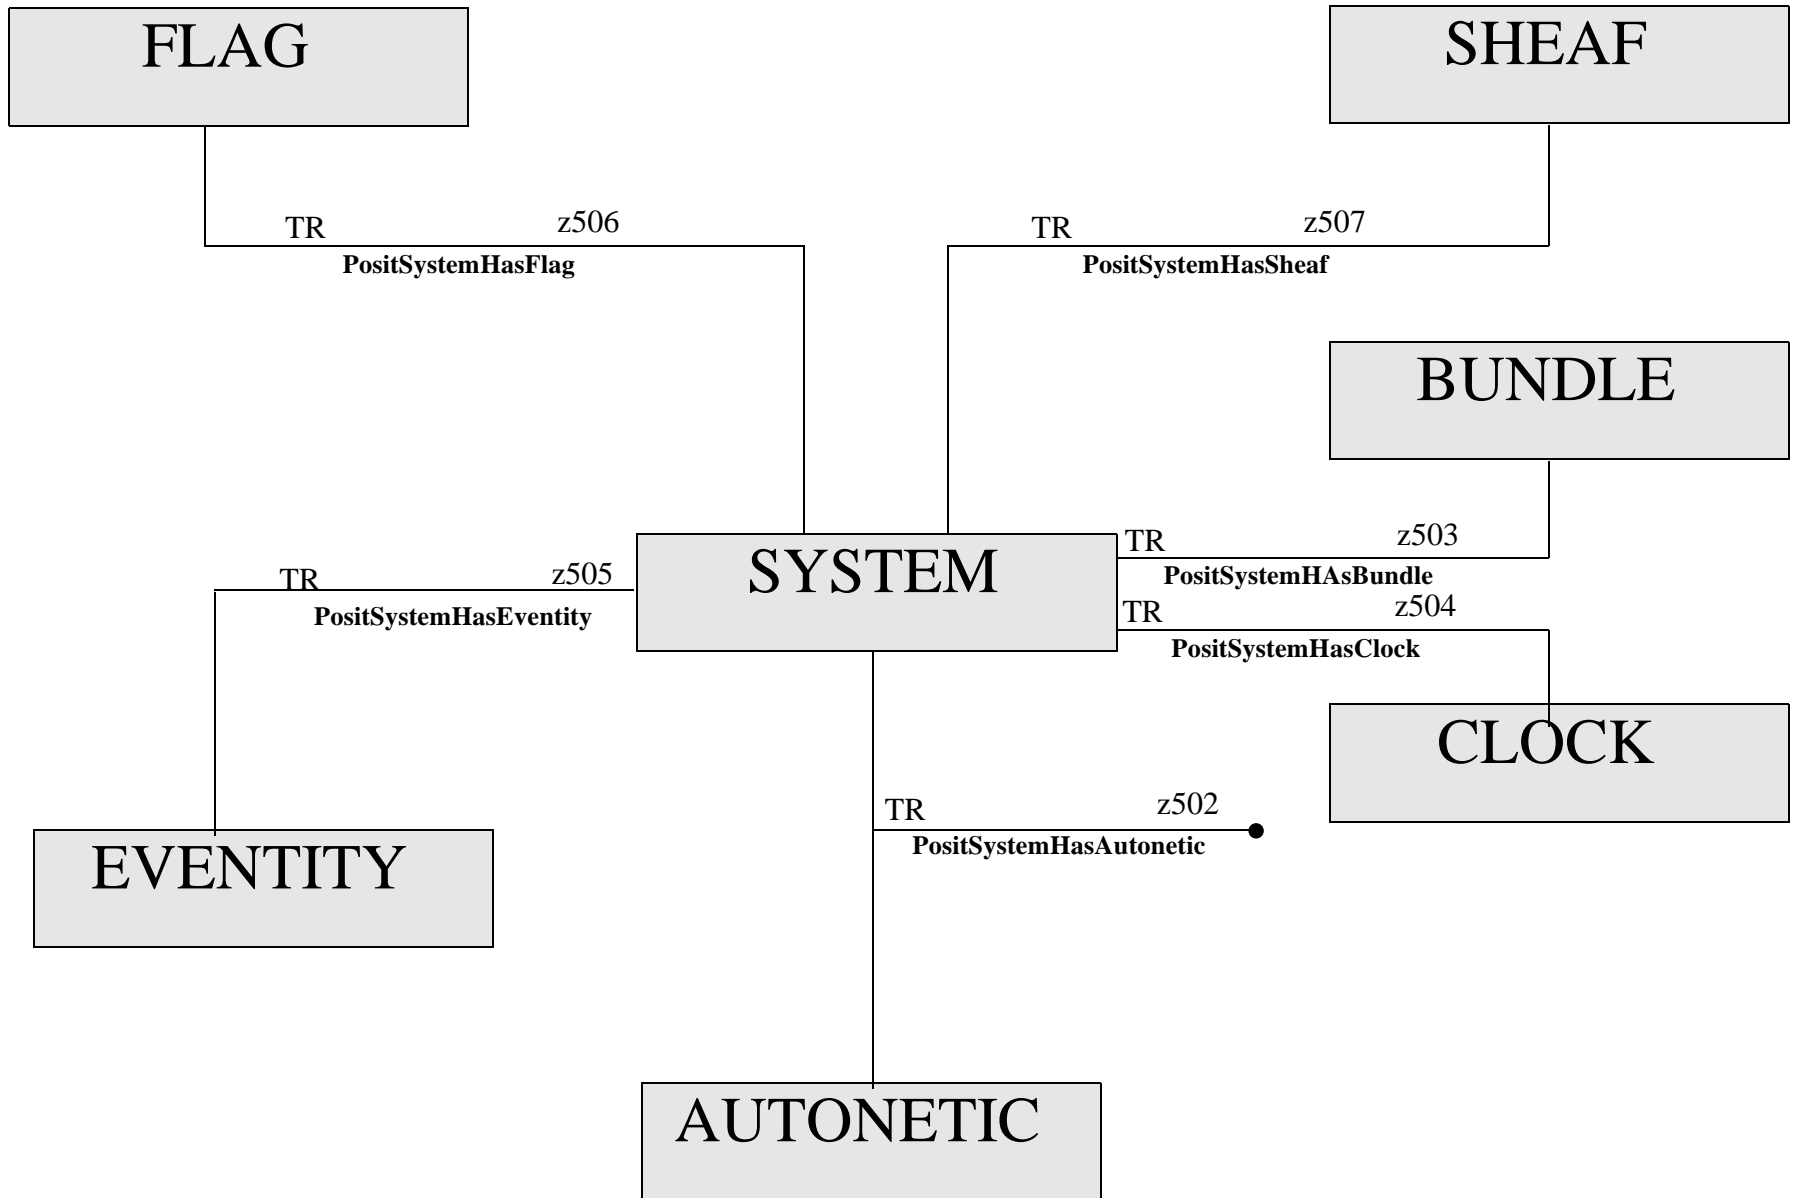 FLAG
SHEAF
TR
z506
TR
z507
PositSystemHasFlag
PositSystemHasSheaf
BUNDLE
SYSTEM
TR
z503
PositSystemHAsBundle
TR
z505
PositSystemHasEventity
TR
z504
PositSystemHasClock
CLOCK
TR
z502
PositSystemHasAutonetic
EVENTITY
AUTONETIC